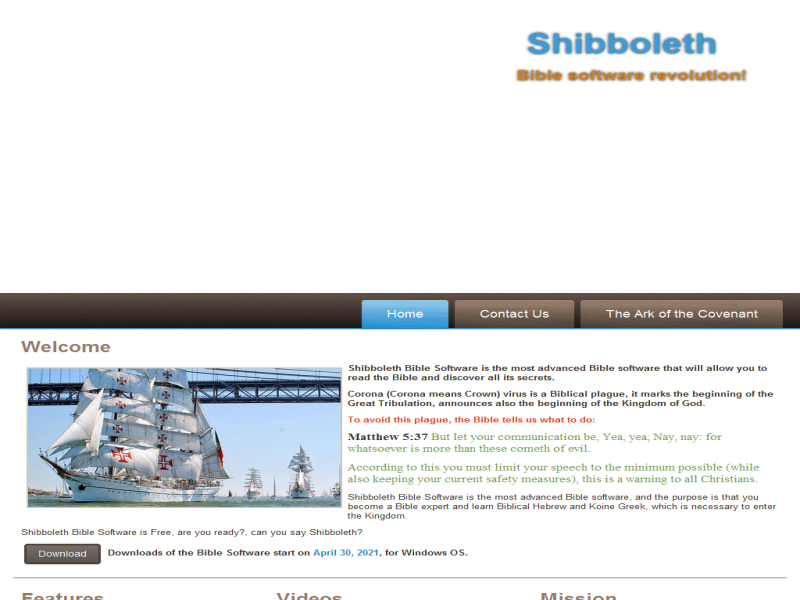 Shibboleth
Bible software revolution!
Home
Contact Us
The Ark of the Covenant
Welcome
Shibboleth Bible Software is the most advanced Bible software that will allow you to
read the Bible and discover all its secrets.
Corona (Corona means Crown) virus is a Biblical plague, it marks the beginning of the
Great Tribulation, announces also the beginning of the Kingdom of God.
To avoid this plague, the Bible tells us what to do:
Matthew 5:37 But let your communication be, Yea, yea; Nay, nay: for
whatsoever is more than these cometh of evil.
According to this you must limit your speech to the minimum possible (while
also keeping your current safety measures), this is a warning to all Christians.
Shibboleth Bible Software is the most advanced Bible software, and the purpose is that you
become a Bible expert and learn Biblical Hebrew and Koine Greek, which is necessary to enter
the Kingdom.
Shibboleth Bible Software is Free, are you ready?, can you say Shibboleth?
Download
Downloads of the Bible Software start on April 30, 2021, for Windows OS.
Features
Videos
Mission